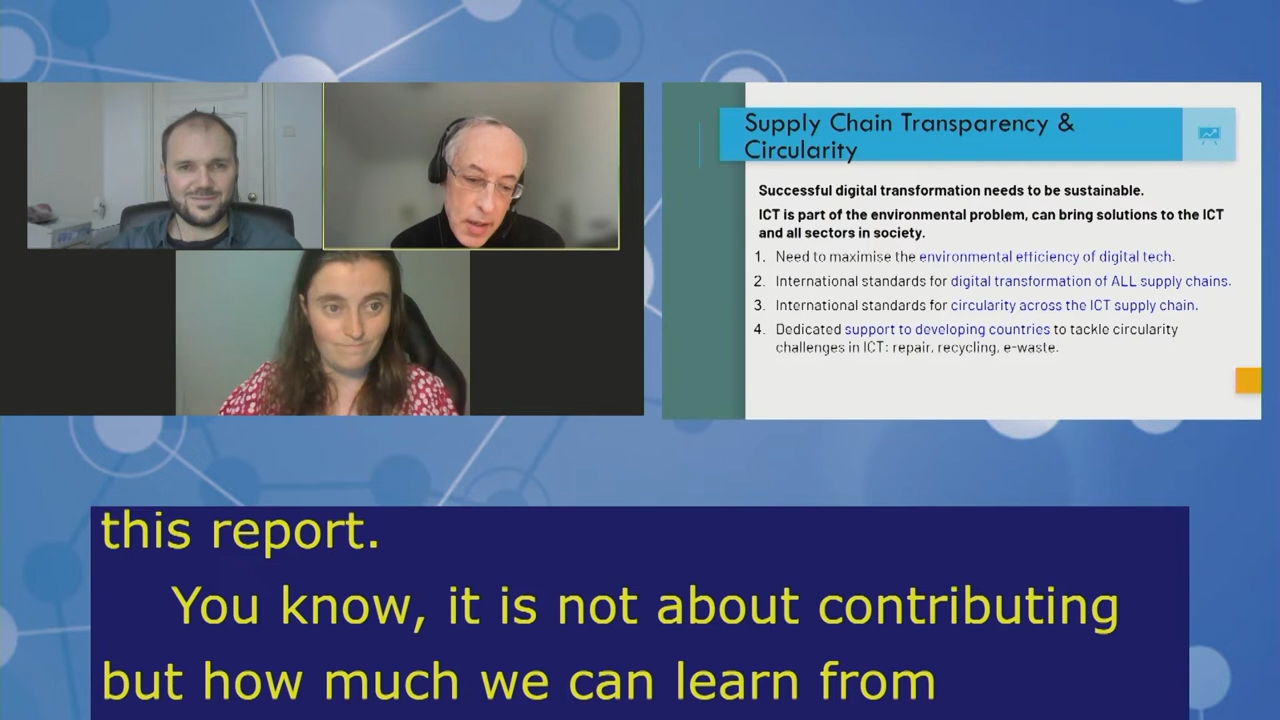 Supply Chain Transparency &
Circularity
Successful digital transformation needs to be sustainable.
ICT is part of the environmental problem, can bring solutions to the ICT
and all sectors in society.
1. Need to maximise the environmental efficiency of digital tech.
2. International standards for digital transformation of ALL supply chains.
3. International standards for circularity across the ICT supply chain.
4. Dedicated support to developing countries to tackle circularity
challenges in ICT: repair, recycling, e-waste.
this report.
You know, it is not about contributing
but how much we can learn from